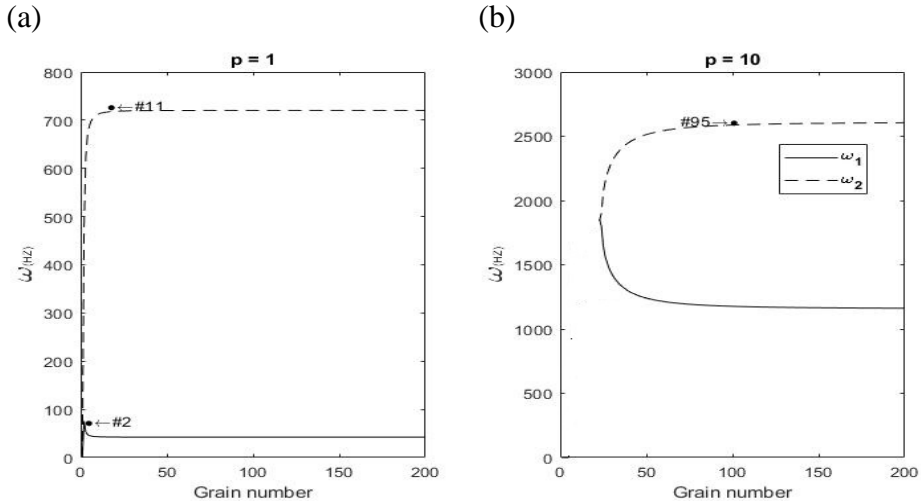 (a)
p = 1
800
700
600
500
400
300
200
100
0
ω(HZ)
←#11
←#2
0 50 100 150 200
Grain number
(b)
p = 10
3000
2500
2000
1500
1000
500
0
ω(HZ)
#95→
ω1
ω2
0 50 100 150 200
Grain number